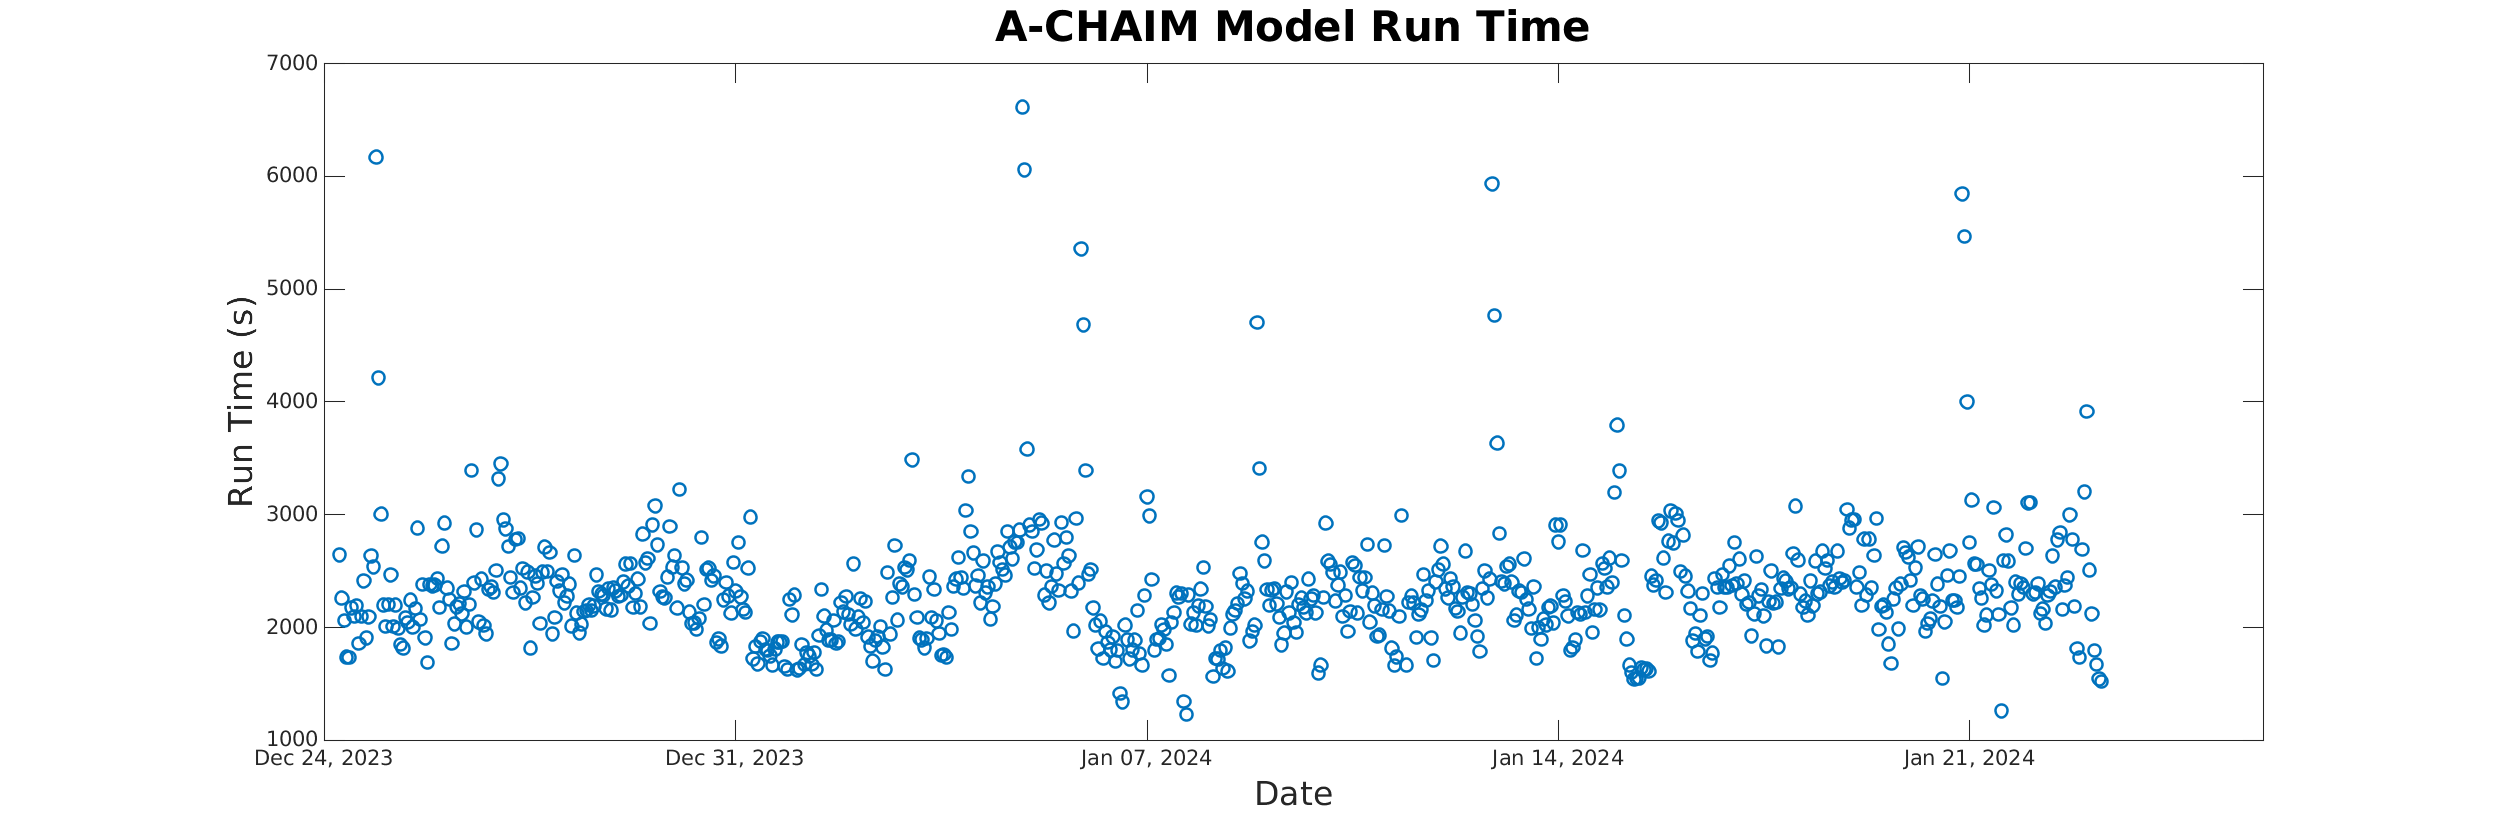 A-CHAIM Model Run Time
7000
6000
5000
4000
3000
2000
1000
Run Time (s)
Dec 24, 2023
Dec 31, 2023
Jan 07, 2024
Jan 14, 2024
Jan 21, 2024
Date